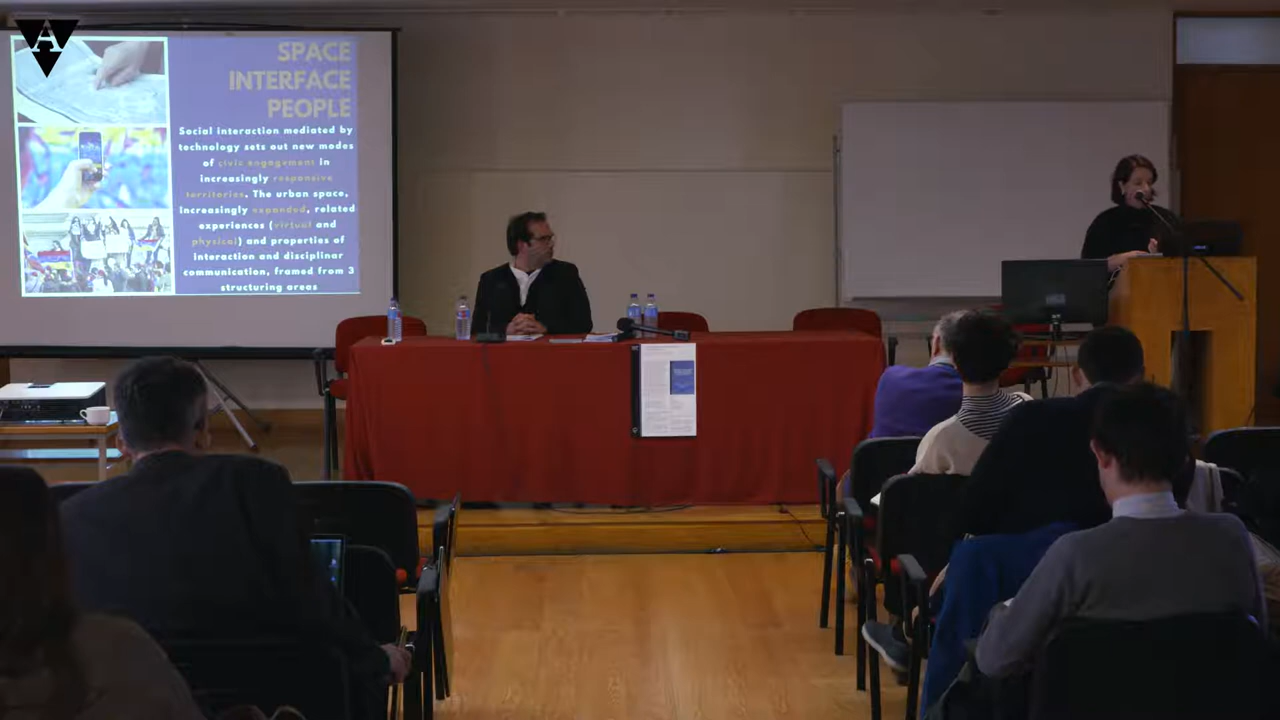 A
SPACE
INTERFACE
PEOPLE
Social interaction mediated by
technology sets out new modes
of civic engagement in
increasingly responsive
territories. The urban space,
increasingly expanded, related
experiences (virtual and
physical) and properties of
interaction and disciplinar
communication, framed from 3
structuring areas